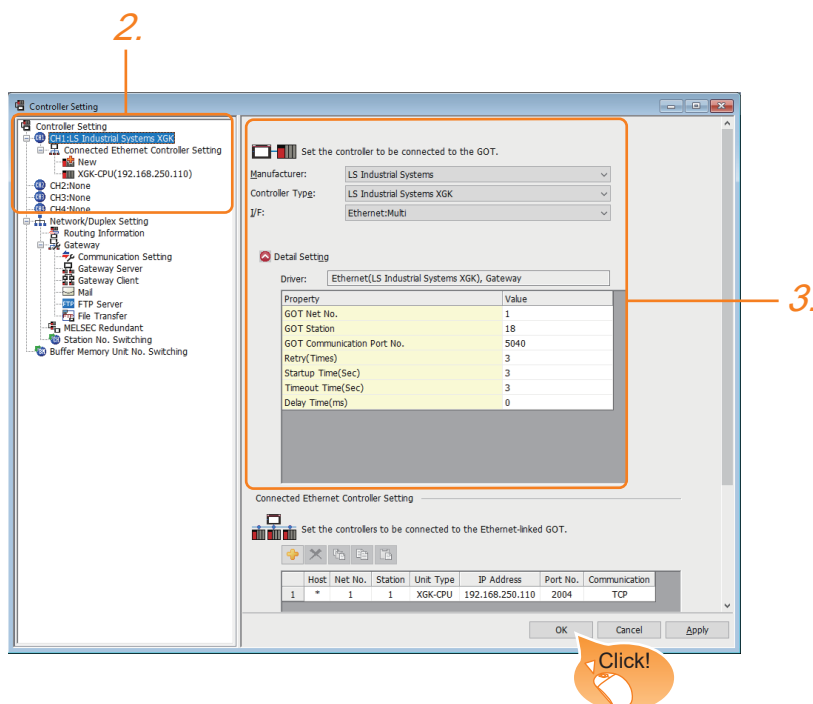 2.
Controller Setting
Controller Setting
CH1:LS Industrial Systems XGK
Connected Ethernet Controller Setting
New
XGK-CPU(192.168.250.110)
CH2:None
CH3:None
CH4:None
Network/Duplex Setting
Routing Information
Gateway
Communication Setting
Gateway Server
Gateway Client
Mail
FTP Server
File Transfer
MELSEC Redundant
Station No. Switching
Buffer Memory Unit No. Switching
Set the controller to be connected to the GOT.
Manufacturer: LS Industrial Systems
Controller Type: LS Industrial Systems XGK
I/F: Ethernet:Multi
Detail Setting
Driver: Ethernet(LS Industrial Systems XGK), Gateway
Property Value
GOT Net No. 1
GOT Station 18
GOT Communication Port No. 5040
Retry(Times) 3
Startup Time(Sec) 3
Timeout Time(Sec) 3
Delay Time(ms) 0
3.
Connected Ethernet Controller Setting
Set the controllers to be connected to the Ethernet-linked GOT.
Host Net No. Station Unit Type IP Address Port No. Communication
1 * 1 1 XGK-CPU 192.168.250.110 2004 TCP
OK Cancel Apply
Click!